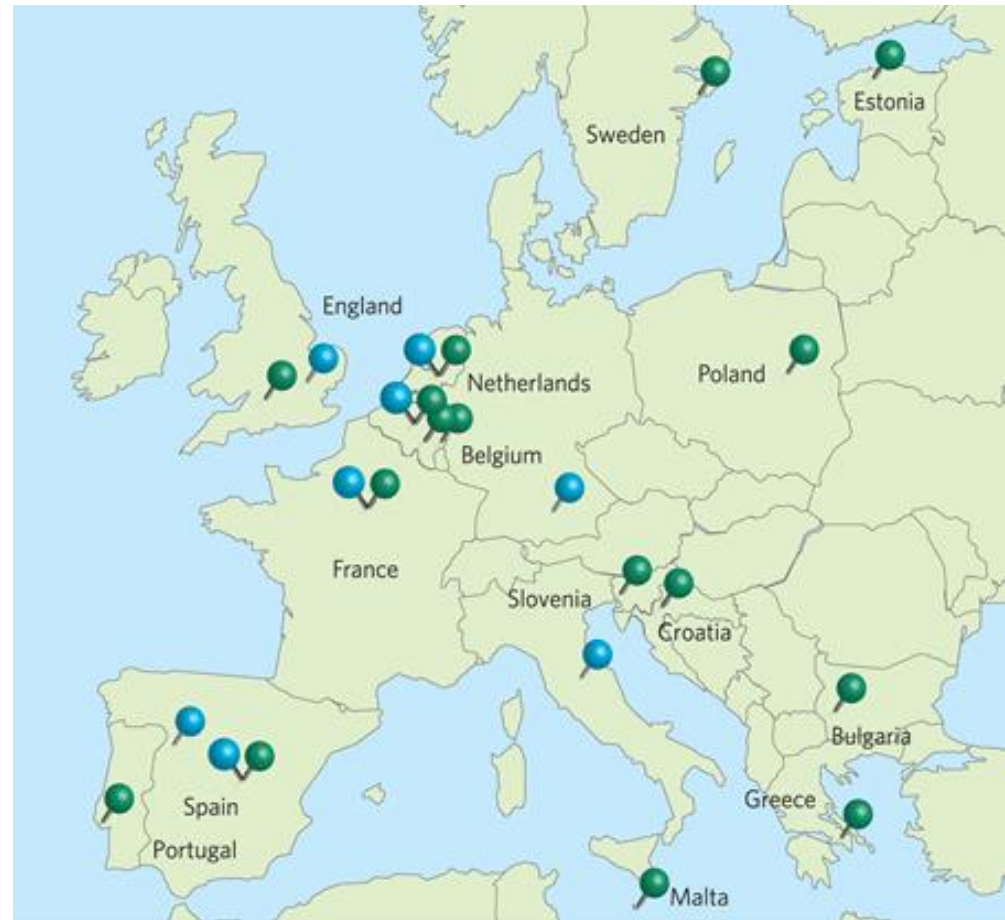 Estonia
Sweden
England
Poland
Netherlands
Belgium
France
Slovenia
Croatia
Bulgaria
Greece
Spain
Portugal
Malta